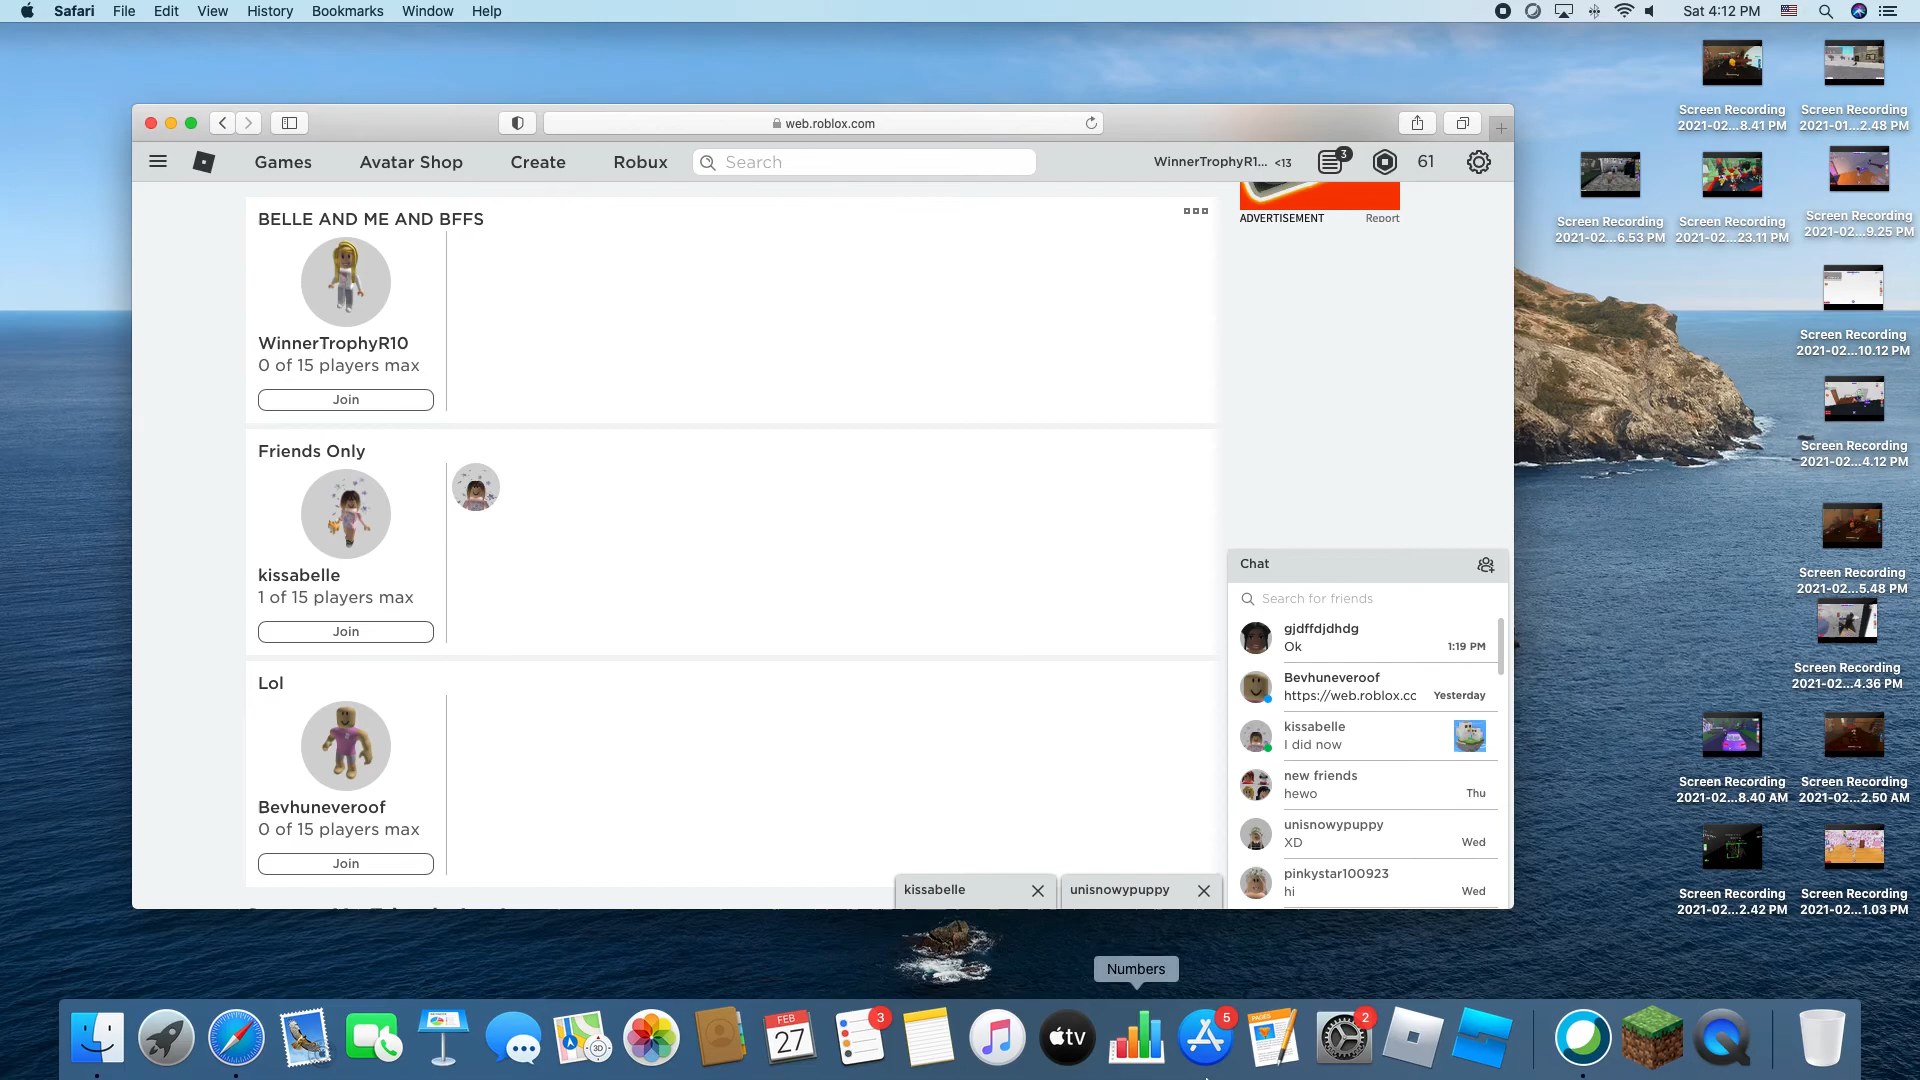 Safari File Edit View History Bookmarks Window Help
Sat 4:12 PM
web.roblox.com
Games Avatar Shop Create Robux Search
WinnerTrophyR1... <13 3 61
BELLE AND ME AND BFFS
WinnerTrophyR10
0 of 15 players max
Join
Friends Only
kissabelle
1 of 15 players max
Join
Lol
Bevhuneveroof
0 of 15 players max
Join
ADVERTISEMENT Report
Chat
Search for friends
gjdffdjdhdg
Ok 1:19 PM
Bevhuneveroof
https://web.roblox.cc Yesterday
kissabelle
I did now
new friends
hewo Thu
unisnowypuppy
XD Wed
pinkystar100923
hi Wed
kissabelle
unisnowypuppy
Screen Recording
2021-02...8.41 PM
Screen Recording
2021-01...2.48 PM
Screen Recording
2021-02...6.53 PM
Screen Recording
2021-02...23.11 PM
Screen Recording
2021-02...9.25 PM
Screen Recording
2021-02...10.12 PM
Screen Recording
2021-02...4.12 PM
Screen Recording
2021-02...5.48 PM
Screen Recording
2021-02...4.36 PM
Screen Recording
2021-02...8.40 AM
Screen Recording
2021-02...2.50 AM
Screen Recording
2021-02...2.42 PM
Screen Recording
2021-02...1.03 PM
Numbers
3D
FEB
27
3
tv
5
PAGES
2